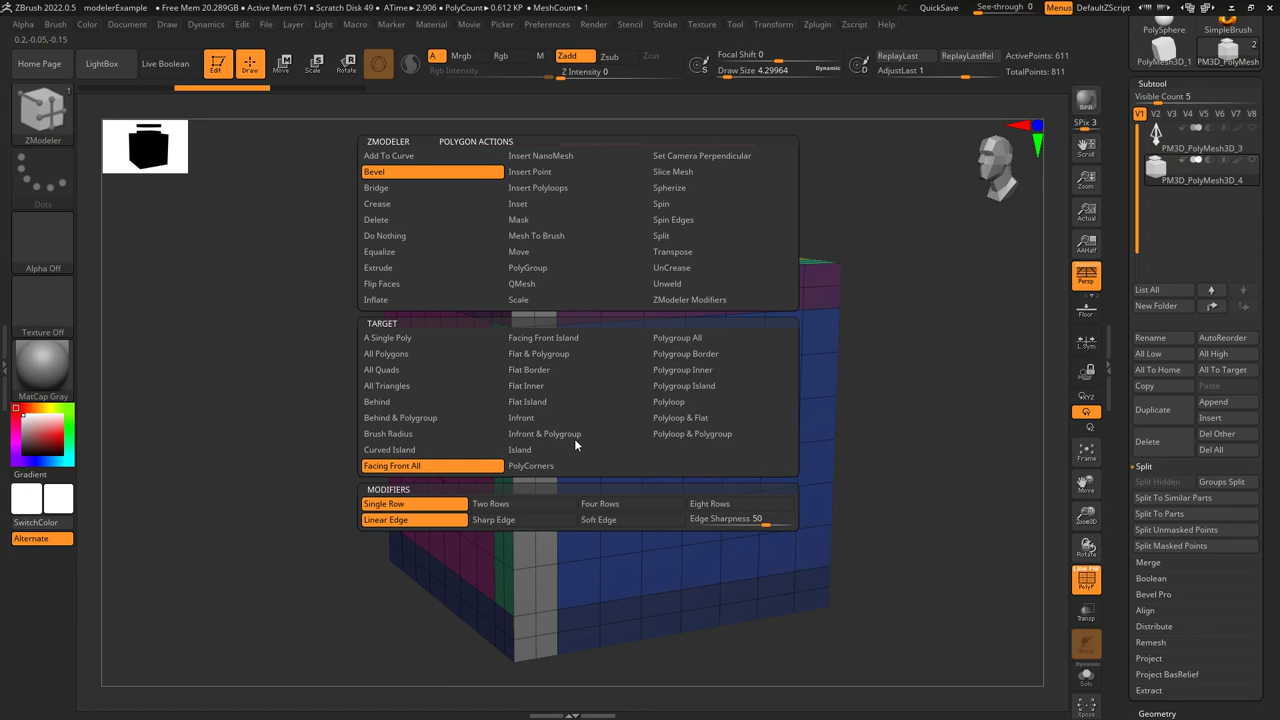 ZBrush 2022.0.5 modelerExample • Free Mem 20.289GB • Active Mem 671 • Scratch Disk 49 • ATime▸2.906 • PolyCount▸0.612 KP • MeshCount▸1 AC QuickSave See-through 0 Menus DefaultZScript
Alpha Brush Color Document Draw Dynamics Edit File Layer Light Macro Marker Material Movie Picker Preferences Render Stencil Stroke Texture Tool Transform Zplugin Zscript Help
0.2,-0.05,-0.15
Home Page LightBox Live Boolean Edit Draw Move Scale Rotate
A Mrgb Rgb M Zadd Zsub Zcut
Rgb Intensity Z Intensity 0
S Focal Shift 0
Draw Size 4.29964 Dynamic
D ReplayLast ReplayLastRel
AdjustLast 1
ActivePoints: 611
TotalPoints: 811
1
ZModeler
Dots
Alpha Off
Texture Off
MatCap Gray
Gradient
SwitchColor
Alternate
ZMODELER POLYGON ACTIONS
Add To Curve Insert NanoMesh Set Camera Perpendicular
Bevel Insert Point Slice Mesh
Bridge Insert Polyloops Spherize
Crease Inset Spin
Delete Mask Spin Edges
Do Nothing Mesh To Brush Split
Equalize Move Transpose
Extrude PolyGroup UnCrease
Flip Faces QMesh Unweld
Inflate Scale ZModeler Modifiers
TARGET
A Single Poly Facing Front Island Polygroup All
All Polygons Flat & Polygroup Polygroup Border
All Quads Flat Border Polygroup Inner
All Triangles Flat Inner Polygroup Island
Behind Flat Island Polyloop
Behind & Polygroup Infront Polyloop & Flat
Brush Radius Infront & Polygroup Polyloop & Polygroup
Curved Island Island
Facing Front All PolyCorners
MODIFIERS
Single Row Two Rows Four Rows Eight Rows
Linear Edge Sharp Edge Soft Edge Edge Sharpness 50
BPR
SPix 3
Scroll
Zoom
Actual
AAHalf
Persp
Floor
L.Sym
XYZ
Frame
Move
Zoom3D
Rotate
Line Fill
PolyF
Transp
Ghost
Dynamic
Solo
Xpose
PolySphere SimpleBrush
2
PolyMesh3D_1 PM3D_PolyMesh
Subtool
Visible Count 5
V1 V2 V3 V4 V5 V6 V7 V8
PM3D_PolyMesh3D_3
PM3D_PolyMesh3D_4
List All
New Folder
Rename AutoReorder
All Low All High
All To Home All To Target
Copy Paste
Duplicate Append
Insert
Delete Del Other
Del All
Split
Split Hidden Groups Split
Split To Similar Parts
Split To Parts
Split Unmasked Points
Split Masked Points
Merge
Boolean
Bevel Pro
Align
Distribute
Remesh
Project
Project BasRelief
Extract
Geometry